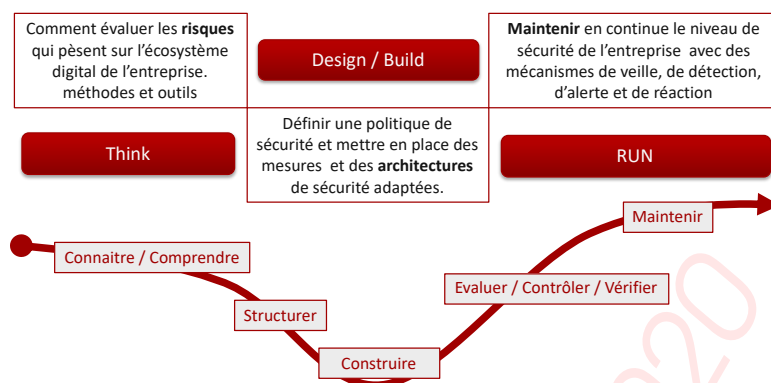 Comment évaluer les risques
qui pèsent sur l'écosystème
digital de l'entreprise.
méthodes et outils
Design / Build
Maintenir en continue le niveau de
sécurité de l'entreprise avec des
mécanismes de veille, de détection,
d'alerte et de réaction
Think
Définir une politique de
sécurité et mettre en place des
mesures et des architectures
de sécurité adaptées.
RUN
Maintenir
Connaitre / Comprendre
Evaluer / Contrôler / Vérifier
Structurer
Construire
020